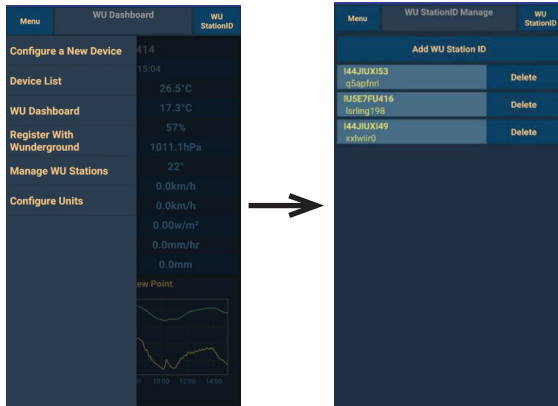 Menu
WU Dashboard
WU
StationID
Configure a New Device
414
15:04
Device List
26.5°C
WU Dashboard
17.3°C
57%
Register With
Wunderground
1011.1hPa
Manage WU Stations
22°
0.0km/h
Configure Units
0.0km/h
0.00w/m²
0.0mm/hr
0.0mm
ew Point
10:00 12:00 14:00
Menu
WU StationID Manage
WU
StationID
Add WU Station ID
I44JIUXI53
q5apfnrl
Delete
IU5E7FU416
lsrling198
Delete
I44JIUXI49
xxlwiir0
Delete